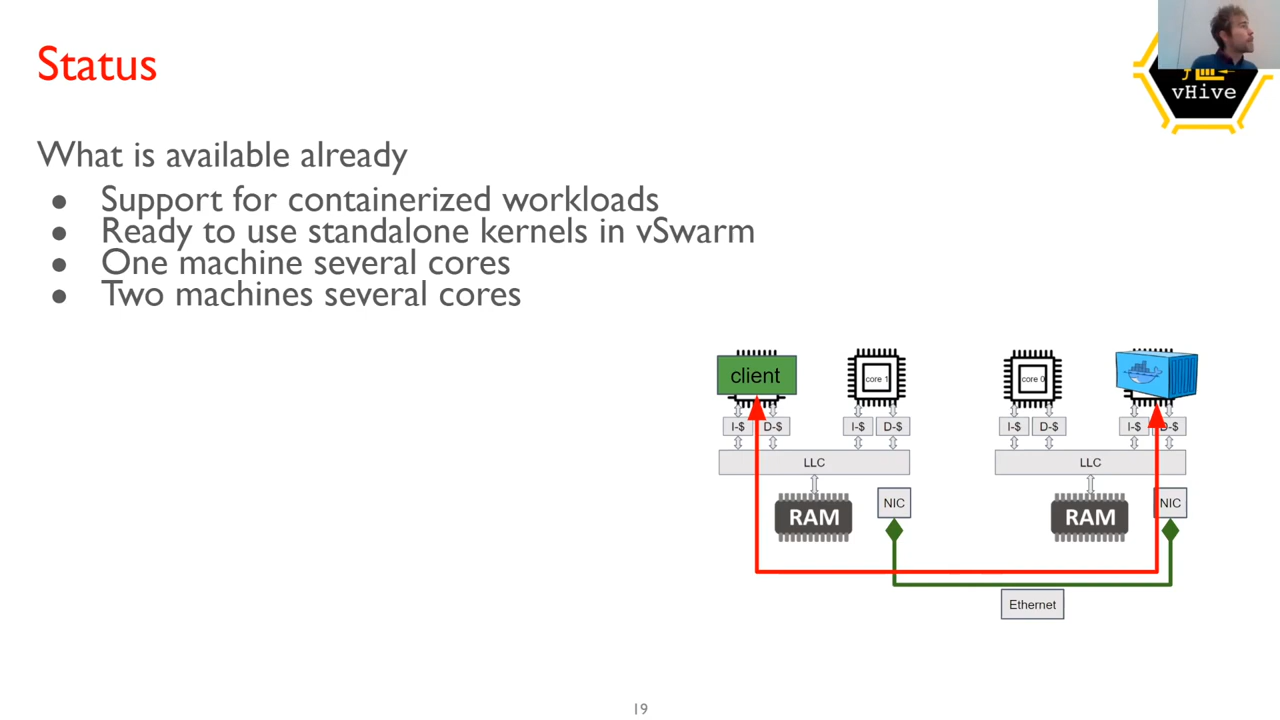 Status
vHive
What is available already
● Support for containerized workloads
● Ready to use standalone kernels in vSwarm
● One machine several cores
● Two machines several cores
client
core 1
core 0
I-$
D-$
I-$
D-$
I-$
D-$
I-$
D-$
LLC
LLC
RAM
NIC
RAM
NIC
Ethernet
19